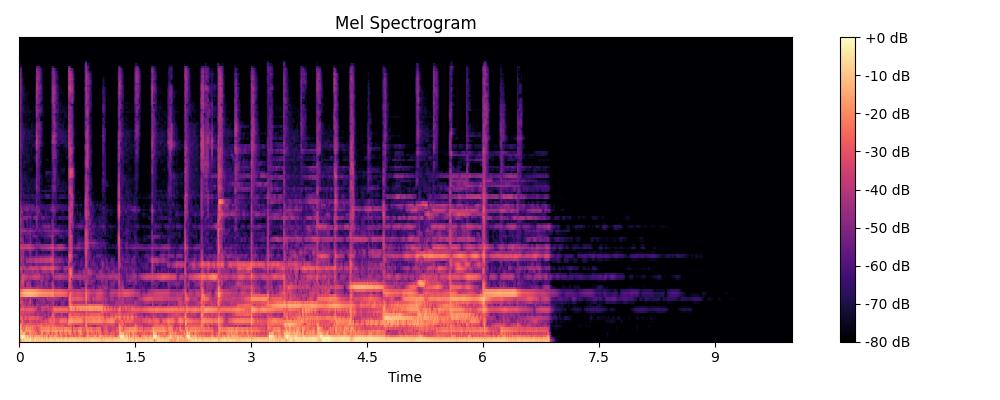 Mel Spectrogram
+0 dB
-10 dB
-20 dB
-30 dB
-40 dB
-50 dB
-60 dB
-70 dB
-80 dB
0 1.5 3 4.5 6 7.5 9
Time